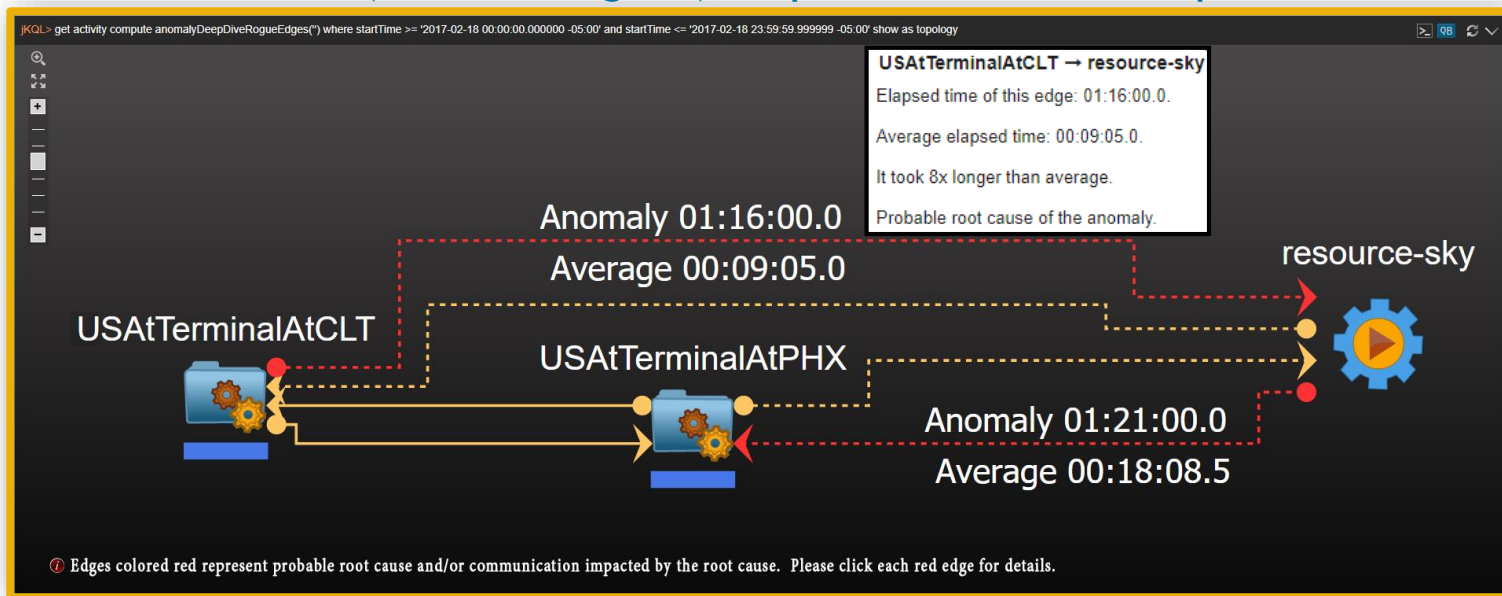 jKQL> get activity compute anomalyDeepDiveRogueEdges('') where startTime >= '2017-02-18 00:00:00.000000 -05:00' and startTime <= '2017-02-18 23:59:59.999999 -05:00' show as topology
QB
USAtTerminalAtCLT → resource-sky
Elapsed time of this edge: 01:16:00.0.
Average elapsed time: 00:09:05.0.
It took 8x longer than average.
Probable root cause of the anomaly.
Anomaly 01:16:00.0
Average 00:09:05.0
resource-sky
USAtTerminalAtCLT
USAtTerminalAtPHX
Anomaly 01:21:00.0
Average 00:18:08.5
Edges colored red represent probable root cause and/or communication impacted by the root cause. Please click each red edge for details.